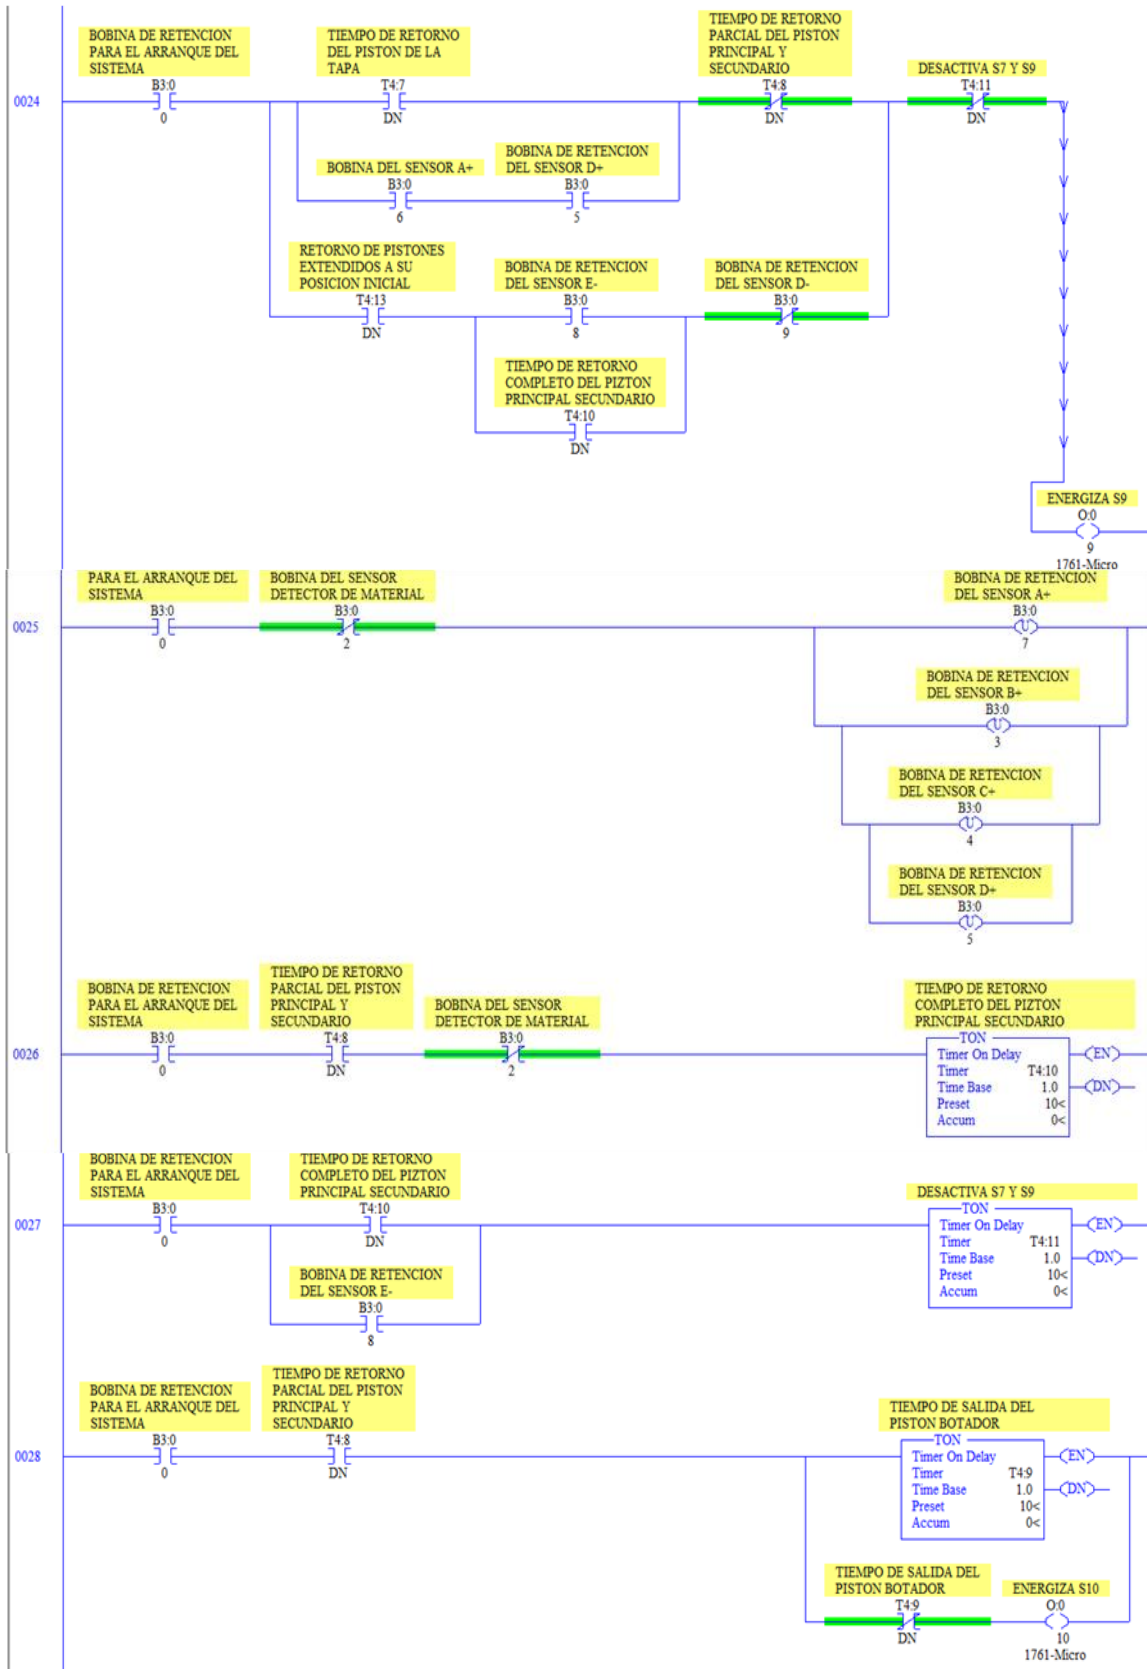 BOBINA DE RETENCION
PARA EL ARRANQUE DEL
SISTEMA
B3:0
0
TIEMPO DE RETORNO
DEL PISTON DE LA
TAPA
T4:7
DN
TIEMPO DE RETORNO
PARCIAL DEL PISTON
PRINCIPAL Y
SECUNDARIO
T4:8
DN
DESACTIVA S7 Y S9
T4:11
DN
0024
BOBINA DEL SENSOR A+
B3:0
6
BOBINA DE RETENCION
DEL SENSOR D+
B3:0
5
RETORNO DE PISTONES
EXTENDIDOS A SU
POSICION INICIAL
T4:13
DN
BOBINA DE RETENCION
DEL SENSOR E-
B3:0
8
BOBINA DE RETENCION
DEL SENSOR D-
B3:0
9
TIEMPO DE RETORNO
COMPLETO DEL PIZTON
PRINCIPAL SECUNDARIO
T4:10
DN
ENERGIZA S9
O:0
9
1761-Micro
PARA EL ARRANQUE DEL
SISTEMA
B3:0
0
BOBINA DEL SENSOR
DETECTOR DE MATERIAL
B3:0
2
BOBINA DE RETENCION
DEL SENSOR A+
B3:0
U
7
0025
BOBINA DE RETENCION
DEL SENSOR B+
B3:0
U
3
BOBINA DE RETENCION
DEL SENSOR C+
B3:0
U
4
BOBINA DE RETENCION
DEL SENSOR D+
B3:0
U
5
BOBINA DE RETENCION
PARA EL ARRANQUE DEL
SISTEMA
B3:0
0
TIEMPO DE RETORNO
PARCIAL DEL PISTON
PRINCIPAL Y
SECUNDARIO
T4:8
DN
BOBINA DEL SENSOR
DETECTOR DE MATERIAL
B3:0
2
TIEMPO DE RETORNO
COMPLETO DEL PIZTON
PRINCIPAL SECUNDARIO
0026
TON
Timer On Delay
Timer T4:10
Time Base 1.0
Preset 10<
Accum 0<
EN
DN
BOBINA DE RETENCION
PARA EL ARRANQUE DEL
SISTEMA
B3:0
0
TIEMPO DE RETORNO
COMPLETO DEL PIZTON
PRINCIPAL SECUNDARIO
T4:10
DN
DESACTIVA S7 Y S9
0027
TON
Timer On Delay
Timer T4:11
Time Base 1.0
Preset 10<
Accum 0<
EN
DN
BOBINA DE RETENCION
DEL SENSOR E-
B3:0
8
BOBINA DE RETENCION
PARA EL ARRANQUE DEL
SISTEMA
B3:0
0
TIEMPO DE RETORNO
PARCIAL DEL PISTON
PRINCIPAL Y
SECUNDARIO
T4:8
DN
TIEMPO DE SALIDA DEL
PISTON BOTADOR
0028
TON
Timer On Delay
Timer T4:9
Time Base 1.0
Preset 10<
Accum 0<
EN
DN
TIEMPO DE SALIDA DEL
PISTON BOTADOR
T4:9
DN
ENERGIZA S10
O:0
10
1761-Micro